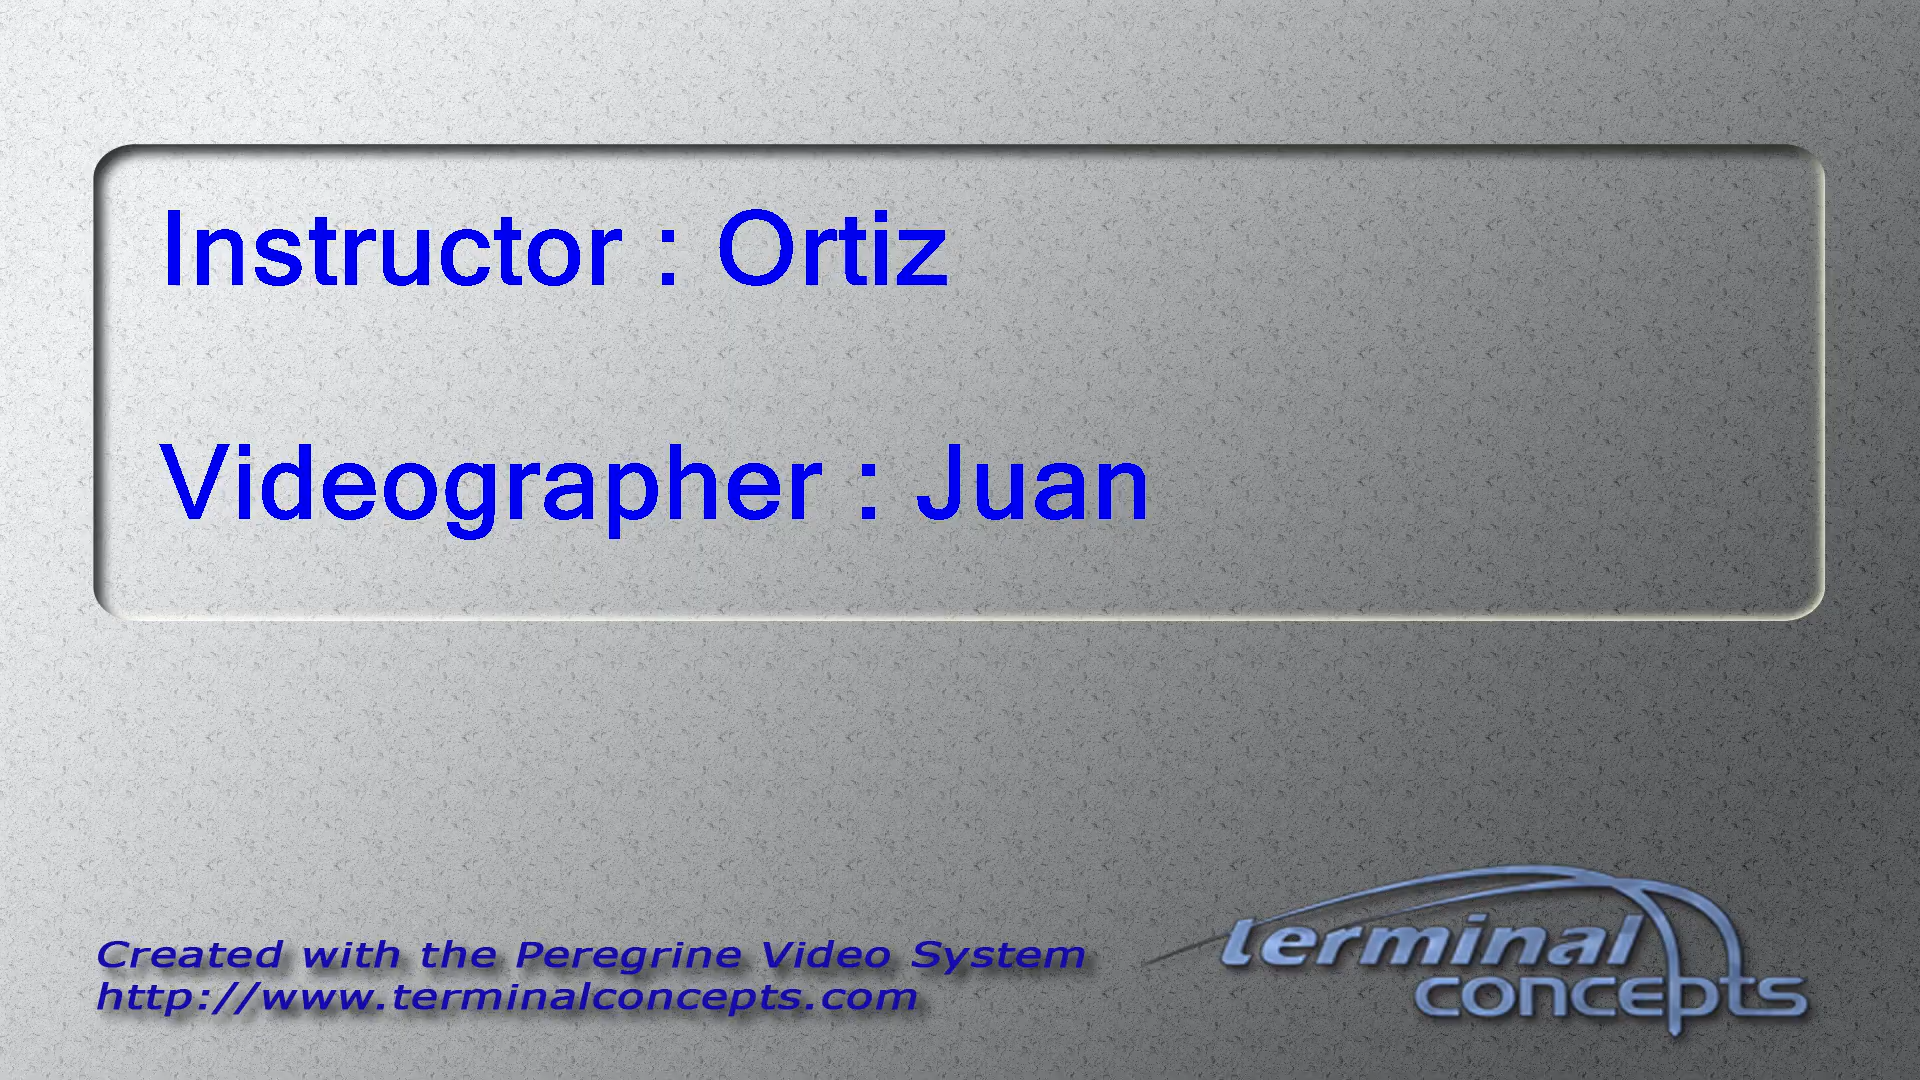 Instructor : Ortiz
Videographer : Juan
Created with the Peregrine Video System
http://www.terminalconcepts.com
terminal
concepts